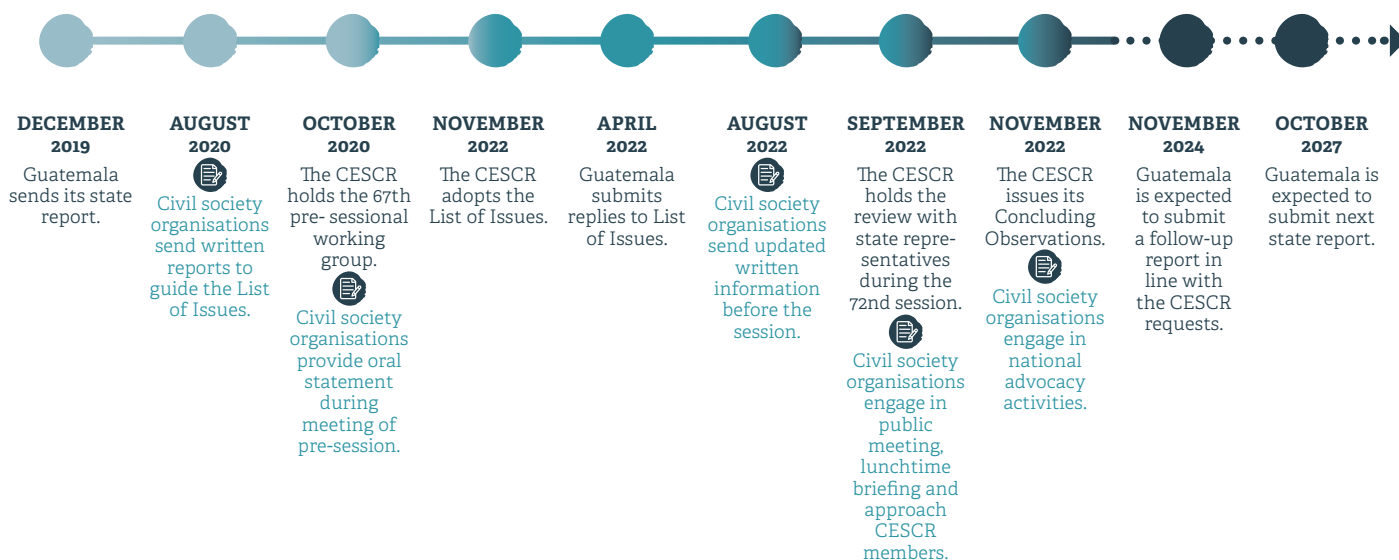 DECEMBER
2019
Guatemala
sends its state
report.
AUGUST
2020
Civil society
organisations
send written
reports to
guide the List
of Issues.
OCTOBER
2020
The CESCR
holds the 67th
pre- sessional
working
group.
Civil society
organisations
provide oral
statement
during
meeting of
pre-session.
NOVEMBER
2022
The CESCR
adopts the
List of Issues.
APRIL
2022
Guatemala
submits
replies to List
of Issues.
AUGUST
2022
Civil society
organisations
send updated
written
information
before the
session.
SEPTEMBER
2022
The CESCR
holds the
review with
state repre-
sentatives
during the
72nd session.
Civil society
organisations
engage in
public
meeting,
lunchtime
briefing and
approach
CESCR
members.
NOVEMBER
2022
The CESCR
issues its
Concluding
Observations.
Civil society
organisations
engage in
national
advocacy
activities.
NOVEMBER
2024
Guatemala
is expected
to submit
a follow-up
report in
line with
the CESCR
requests.
OCTOBER
2027
Guatemala is
expected to
submit next
state report.